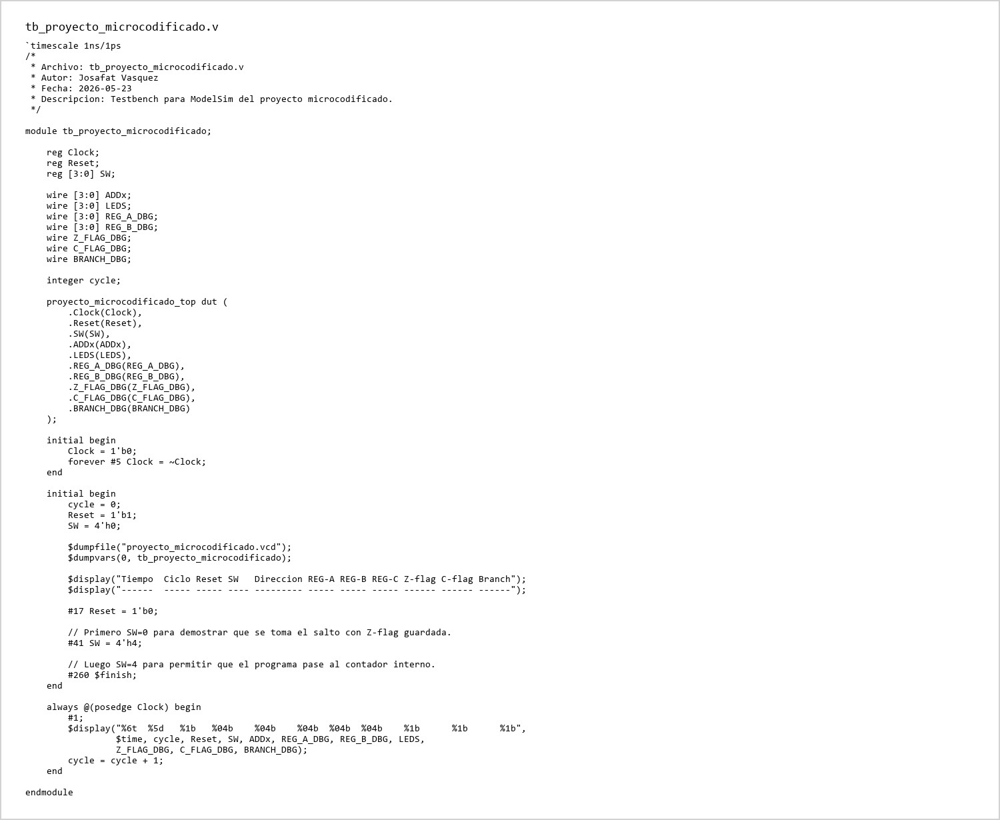 tb_proyecto_microcodificado.v
`timescale 1ns/1ps
/*
 * Archivo: tb_proyecto_microcodificado.v
 * Autor: Josafat Vasquez
 * Fecha: 2026-05-23
 * Descripcion: Testbench para ModelSim del proyecto microcodificado.
 */

module tb_proyecto_microcodificado;

    reg Clock;
    reg Reset;
    reg [3:0] SW;

    wire [3:0] ADDx;
    wire [3:0] LEDS;
    wire [3:0] REG_A_DBG;
    wire [3:0] REG_B_DBG;
    wire Z_FLAG_DBG;
    wire C_FLAG_DBG;
    wire BRANCH_DBG;

    integer cycle;

    proyecto_microcodificado_top dut (
        .Clock(Clock),
        .Reset(Reset),
        .SW(SW),
        .ADDx(ADDx),
        .LEDS(LEDS),
        .REG_A_DBG(REG_A_DBG),
        .REG_B_DBG(REG_B_DBG),
        .Z_FLAG_DBG(Z_FLAG_DBG),
        .C_FLAG_DBG(C_FLAG_DBG),
        .BRANCH_DBG(BRANCH_DBG)
    );

    initial begin
        Clock = 1'b0;
        forever #5 Clock = ~Clock;
    end

    initial begin
        cycle = 0;
        Reset = 1'b1;
        SW = 4'h0;

        $dumpfile("proyecto_microcodificado.vcd");
        $dumpvars(0, tb_proyecto_microcodificado);

        $display("Tiempo  Ciclo Reset SW   Direccion REG-A REG-B REG-C Z-flag C-flag Branch");
        $display("------  ----- ----- ---- --------- ----- ----- ----- ------ ------ ------");

        #17 Reset = 1'b0;

        // Primero SW=0 para demostrar que se toma el salto con Z-flag guardada.
        #41 SW = 4'h4;

        // Luego SW=4 para permitir que el programa pase al contador interno.
        #260 $finish;
    end

    always @(posedge Clock) begin
        #1;
        $display("%6t  %5d   %1b   %04b    %04b    %04b  %04b  %04b    %1b      %1b      %1b",
                 $time, cycle, Reset, SW, ADDx, REG_A_DBG, REG_B_DBG, LEDS,
                 Z_FLAG_DBG, C_FLAG_DBG, BRANCH_DBG);
        cycle = cycle + 1;
    end

endmodule